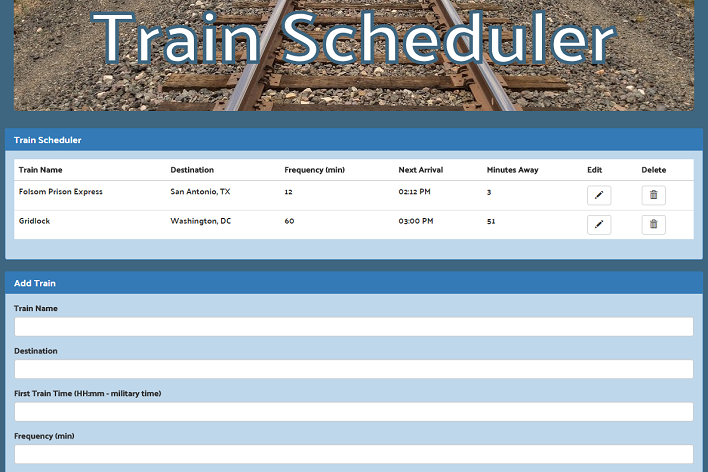 Train Scheduler
Train Scheduler
Train Name Destination Frequency (min) Next Arrival Minutes Away Edit Delete
Folsom Prison Express San Antonio, TX 12 02:12 PM 3
Gridlock Washington, DC 60 03:00 PM 51
Add Train
Train Name
Destination
First Train Time (HH:mm - military time)
Frequency (min)